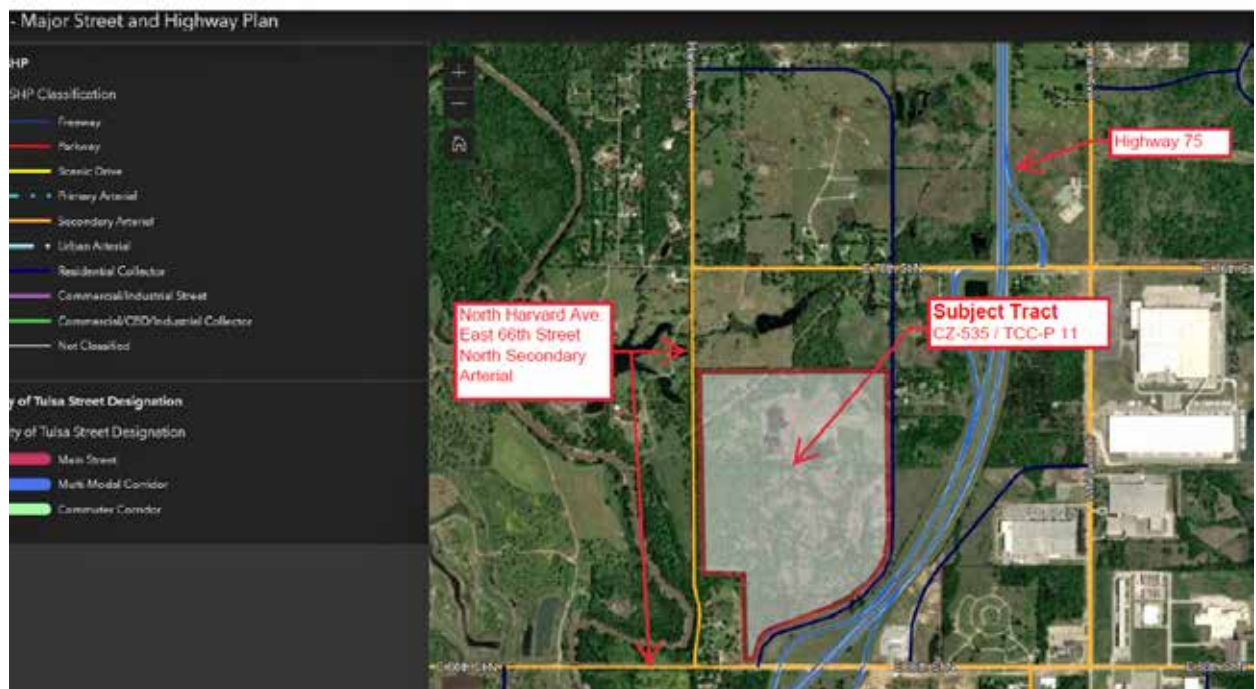 - Major Street and Highway Plan
SHP
SHP Classification
Freeway
Parkway
Scenic Drive
Primary Arterial
Secondary Arterial
Urban Arterial
Residential Collector
Commercial/Industrial Street
Commercial/CBD/Industrial Collector
Not Classified
y of Tulsa Street Designation
ty of Tulsa Street Designation
Main Street
Multi Modal Corridor
Commuter Corridor
+
−
Highway 75
North Harvard Ave
East 66th Street
North Secondary
Arterial
Subject Tract
CZ-535 / TCC-P 11